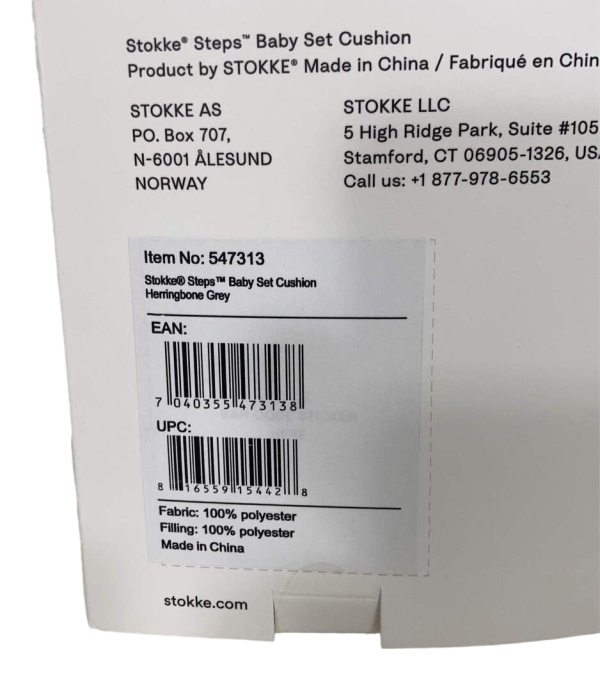 Stokke® Steps™ Baby Set Cushion
Product by STOKKE® Made in China / Fabriqué en Chin
STOKKE AS
PO. Box 707,
N-6001 ÅLESUND
NORWAY
STOKKE LLC
5 High Ridge Park, Suite #105
Stamford, CT 06905-1326, US
Call us: +1 877-978-6553
Item No: 547313
Stokke® Steps™ Baby Set Cushion
Herringbone Grey
EAN:
7 040355 473138
UPC:
8 16559 15442 8
Fabric: 100% polyester
Filling: 100% polyester
Made in China
stokke.com